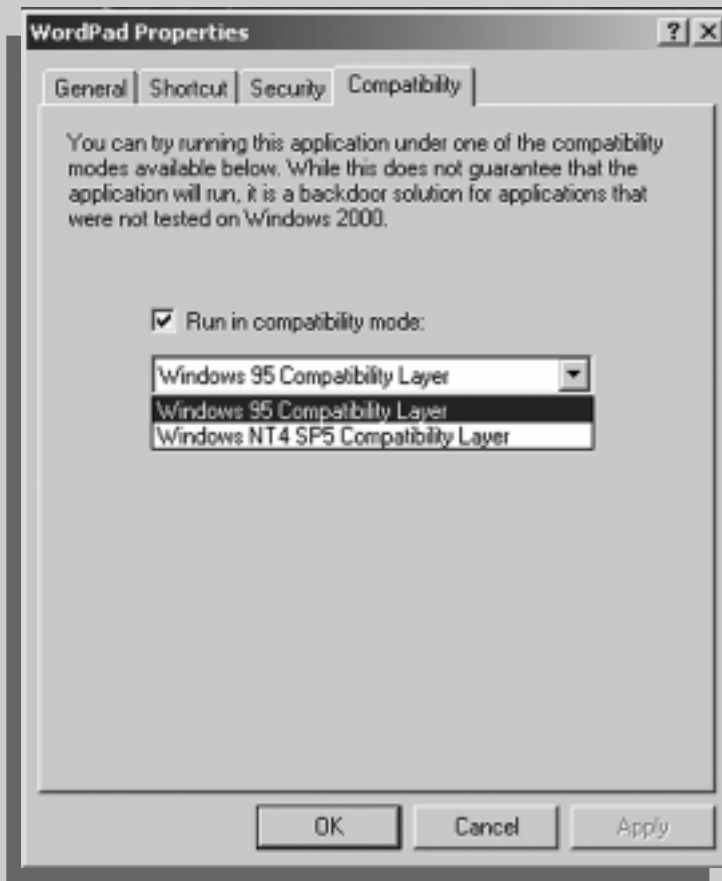 WordPad Properties
General Shortcut Security Compatibility
You can try running this application under one of the compatibility
modes available below. While this does not guarantee that the
application will run, it is a backdoor solution for applications that
were not tested on Windows 2000.
Run in compatibility mode:
Windows 95 Compatibility Layer
Windows 95 Compatibility Layer
Windows NT4 SP5 Compatibility Layer
OK Cancel Apply